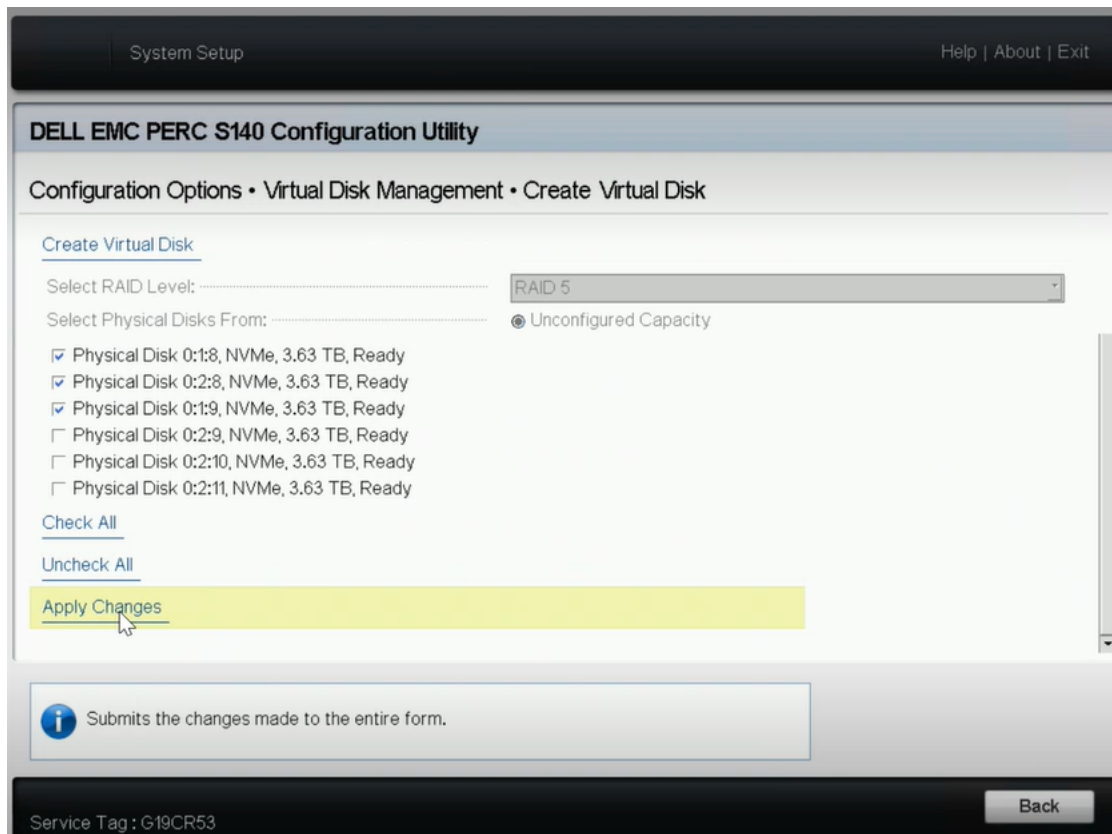 System Setup
Help | About | Exit
DELL EMC PERC S140 Configuration Utility
Configuration Options • Virtual Disk Management • Create Virtual Disk
Create Virtual Disk
Select RAID Level:
RAID 5
Select Physical Disks From:
Unconfigured Capacity
Physical Disk 0:1:8, NVMe, 3.63 TB, Ready
Physical Disk 0:2:8, NVMe, 3.63 TB, Ready
Physical Disk 0:1:9, NVMe, 3.63 TB, Ready
Physical Disk 0:2:9, NVMe, 3.63 TB, Ready
Physical Disk 0:2:10, NVMe, 3.63 TB, Ready
Physical Disk 0:2:11, NVMe, 3.63 TB, Ready
Check All
Uncheck All
Apply Changes
Submits the changes made to the entire form.
Service Tag : G19CR53
Back